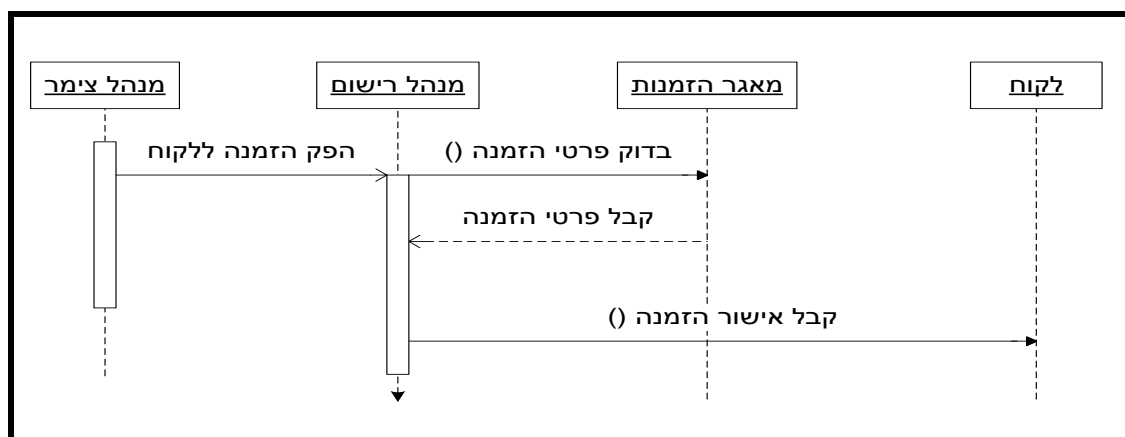 מנהל צימר
מנהל רישום
מאגר הזמנות
לקוח
הפק הזמנה ללקוח
בדוק פרטי הזמנה ()
קבל פרטי הזמנה
קבל אישור הזמנה ()